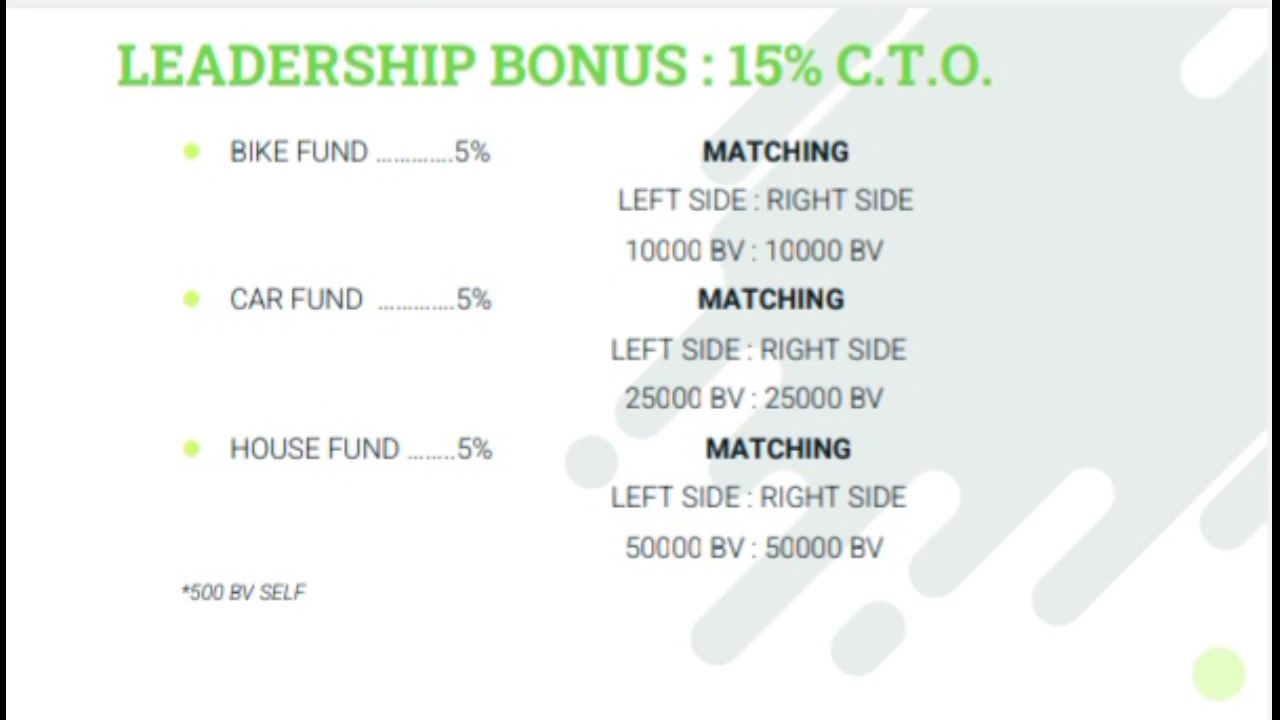 LEADERSHIP BONUS : 15% C.T.O.
BIKE FUND .............5%
MATCHING
LEFT SIDE : RIGHT SIDE
10000 BV : 10000 BV
CAR FUND .............5%
MATCHING
LEFT SIDE : RIGHT SIDE
25000 BV : 25000 BV
HOUSE FUND ........5%
MATCHING
LEFT SIDE : RIGHT SIDE
50000 BV : 50000 BV
*500 BV SELF